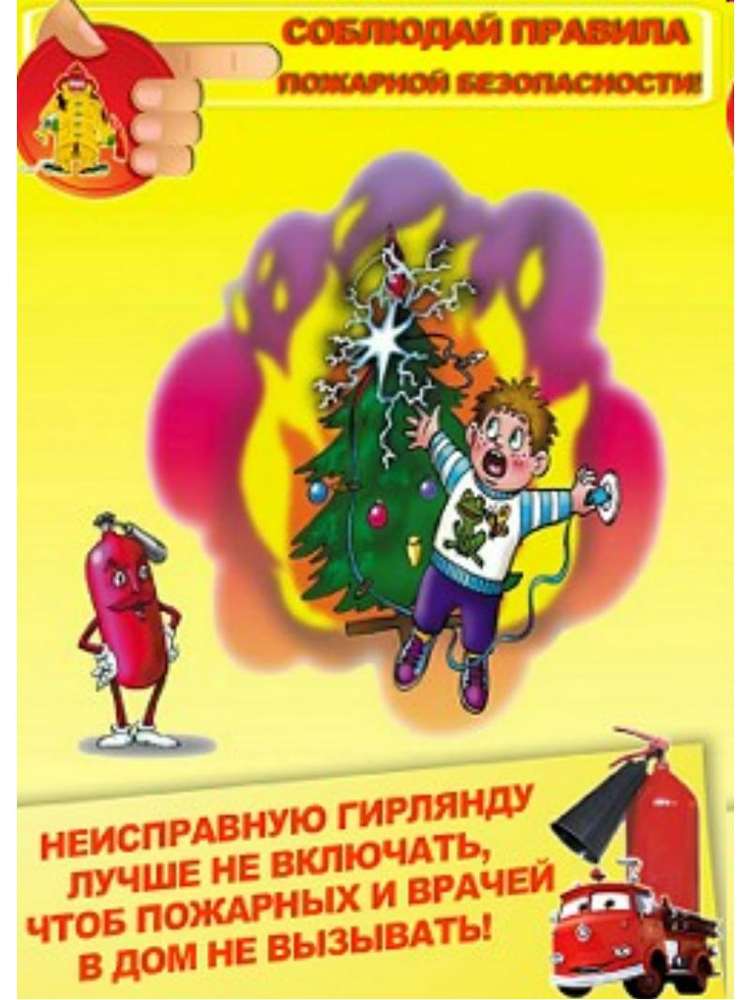 СОБЛЮДАЙ ПРАВИЛА
ПОЖАРНОЙ БЕЗОПАСНОСТИ!
НЕИСПРАВНУЮ ГИРЛЯНДУ
ЛУЧШЕ НЕ ВКЛЮЧАТЬ,
ЧТОБ ПОЖАРНЫХ И ВРАЧЕЙ
В ДОМ НЕ ВЫЗЫВАТЬ!